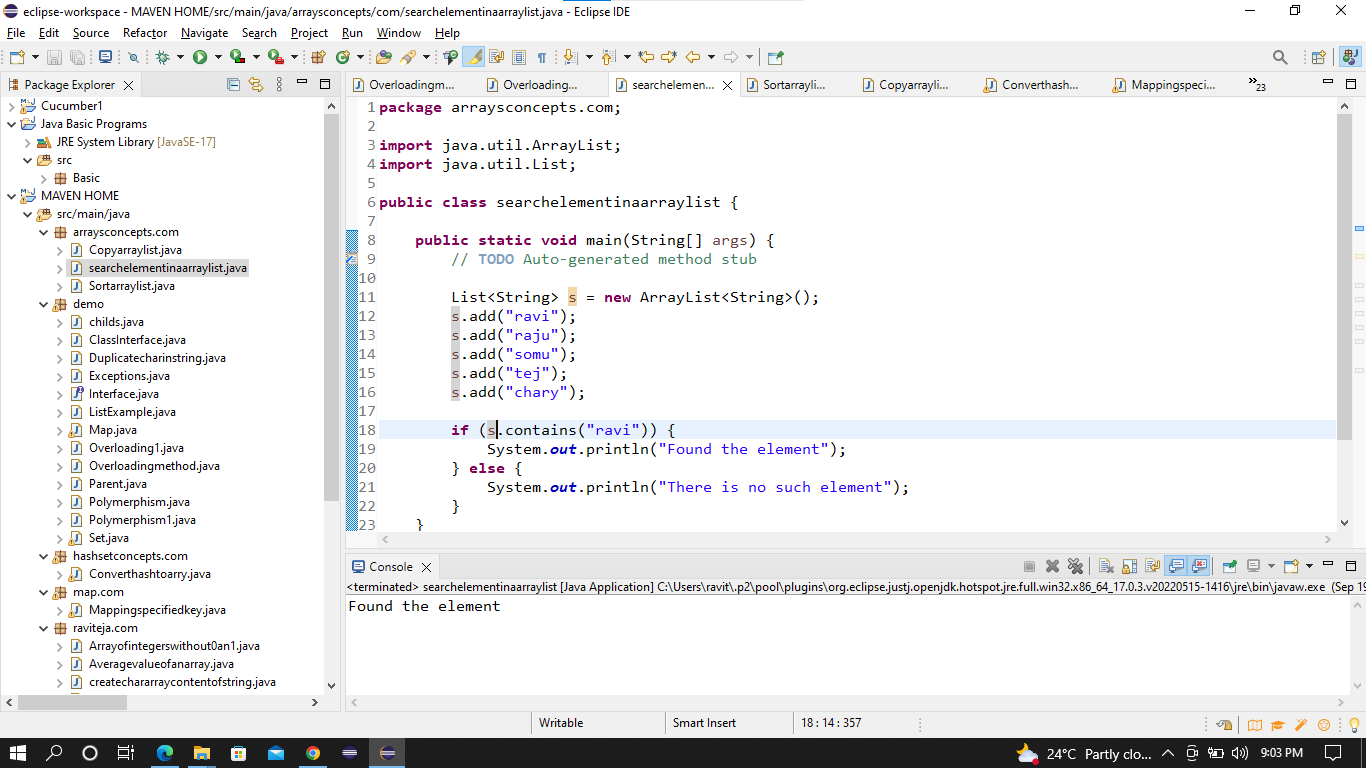 eclipse-workspace - MAVEN HOME/src/main/java/arraysconcepts/com/searchelementinaarraylist.java - Eclipse IDE
File Edit Source Refactor Navigate Search Project Run Window Help
Package Explorer
Cucumber1
Java Basic Programs
JRE System Library [JavaSE-17]
src
Basic
MAVEN HOME
src/main/java
arraysconcepts.com
Copyarraylist.java
searchelementinaarraylist.java
Sortarraylist.java
demo
childs.java
ClassInterface.java
Duplicatecharinstring.java
Exceptions.java
Interface.java
ListExample.java
Map.java
Overloading1.java
Overloadingmethod.java
Parent.java
Polymerphism.java
Polymerphism1.java
Set.java
hashsetconcepts.com
Converthashtoarry.java
map.com
Mappingspecifiedkey.java
raviteja.com
Arrayofintegerswithout0an1.java
Averagevalueofanarray.java
createchararraycontentofstring.java
Overloadingm... Overloading... searchelemen... Sortarrayli... Copyarrayli... Converthash... Mappingspeci... »23
1 package arraysconcepts.com;
2
3 import java.util.ArrayList;
4 import java.util.List;
5
6 public class searchelementinaarraylist {
7
8 public static void main(String[] args) {
9 // TODO Auto-generated method stub
10
11 List<String> s = new ArrayList<String>();
12 s.add("ravi");
13 s.add("raju");
14 s.add("somu");
15 s.add("tej");
16 s.add("chary");
17
18 if (s.contains("ravi")) {
19 System.out.println("Found the element");
20 } else {
21 System.out.println("There is no such element");
22 }
23 }
Console
<terminated> searchelementinaarraylist [Java Application] C:\Users\ravit\.p2\pool\plugins\org.eclipse.justj.openjdk.hotspot.jre.full.win32.x86_64_17.0.3.v20220515-1416\jre\bin\javaw.exe (Sep 19
Found the element
Writable Smart Insert 18 : 14 : 357
24°C Partly clo... 9:03 PM